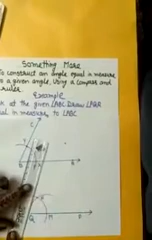 Something More
To construct an angle equal in measure
to a given angle, Using a Compass and
ruler.
Example
at the given ∠ABC Draw ∠PQR
equal in measure to ∠ABC
B
Q
M